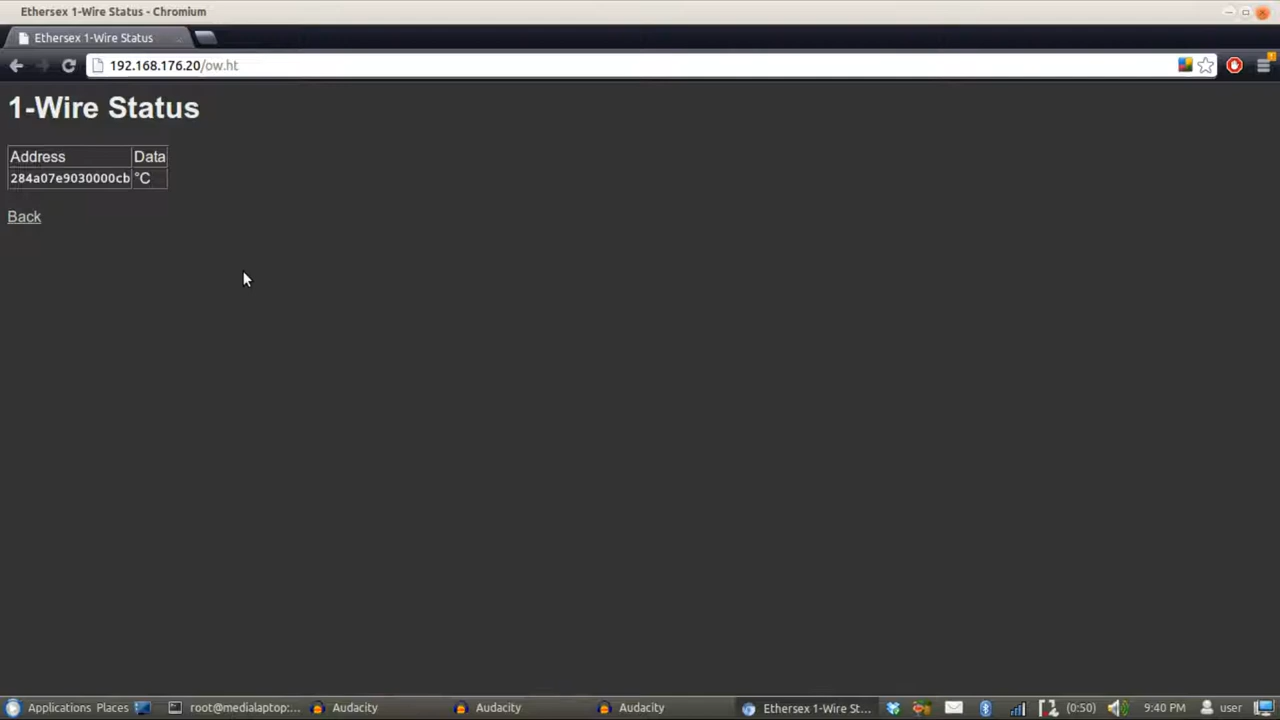 Ethersex 1-Wire Status - Chromium
Ethersex 1-Wire Status
192.168.176.20/ow.ht
1-Wire Status
Address Data
284a07e9030000cb °C
Back
Applications Places root@medialaptop:... Audacity Audacity Audacity Ethersex 1-Wire St... (0:50) 9:40 PM user